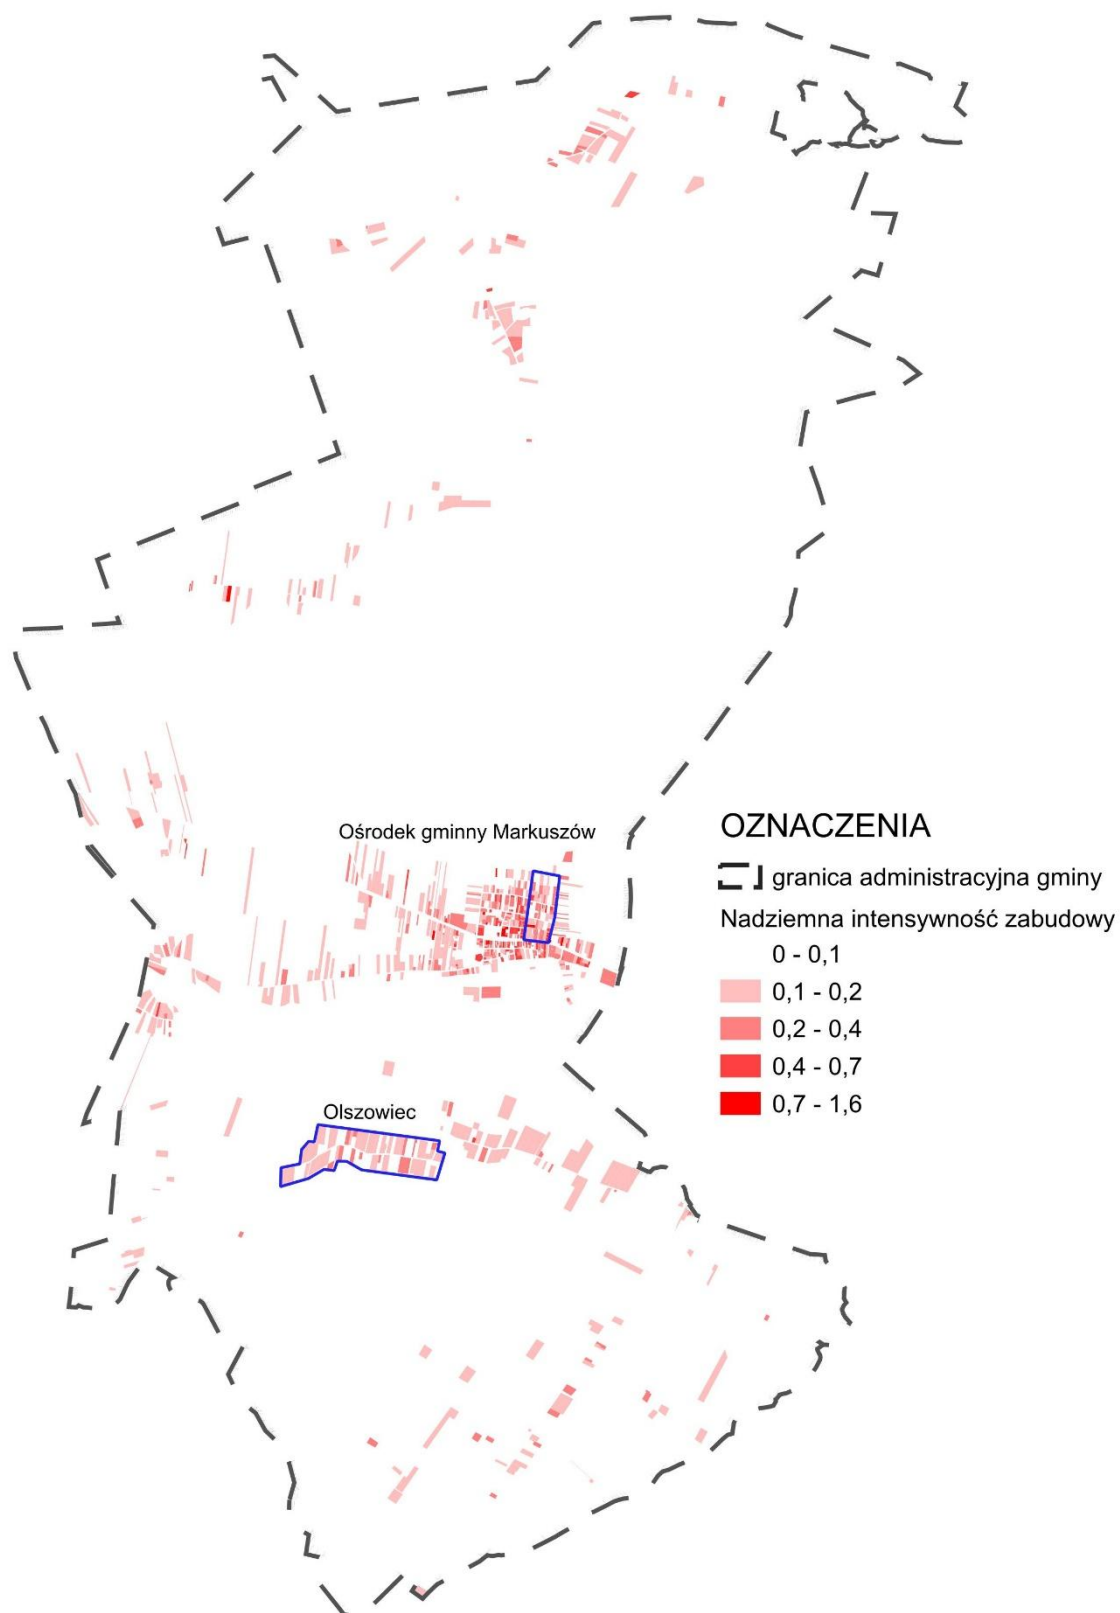 Ośrodek gminny Markuszów
OZNACZENIA
granica administracyjna gminy
Nadziemna intensywność zabudowy
0 - 0,1
0,1 - 0,2
0,2 - 0,4
0,4 - 0,7
0,7 - 1,6
Olszowiec